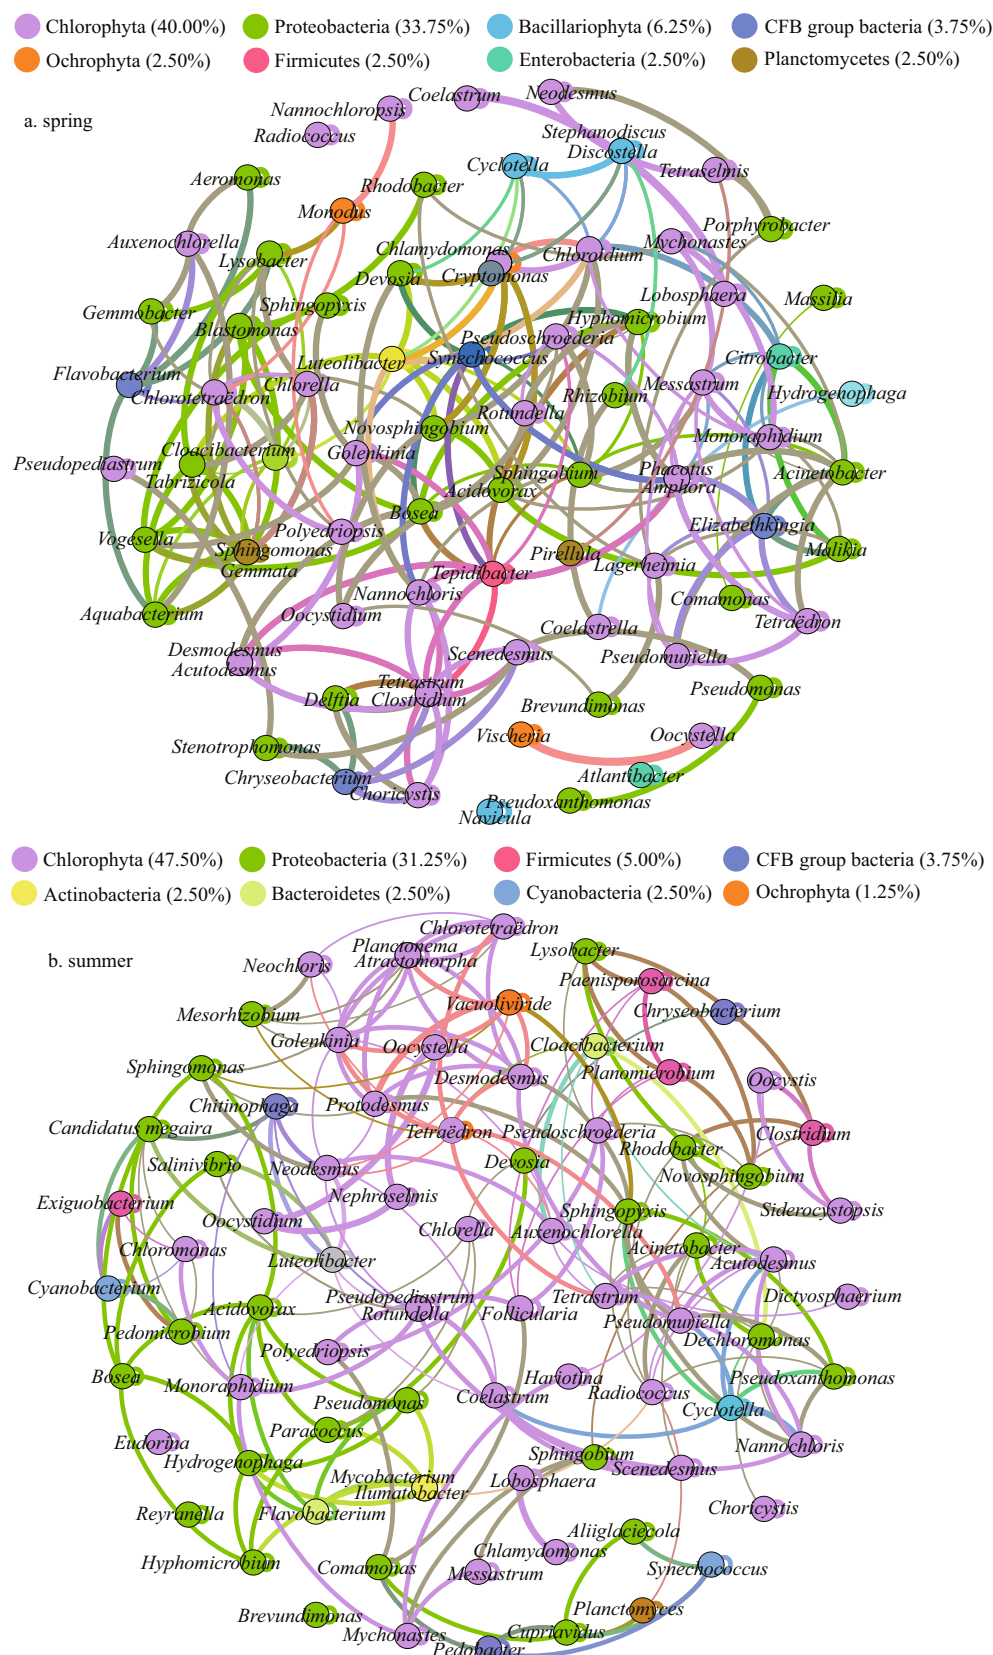 Chlorophyta (40.00%) Proteobacteria (33.75%) Bacillariophyta (6.25%) CFB group bacteria (3.75%)
Ochrophyta (2.50%) Firmicutes (2.50%) Enterobacteria (2.50%) Planctomycetes (2.50%)
a. spring
Coelastrum
Neodesmus
Nannochloropsis
Radiococcus
Stephanodiscus
Discostella
Cyclotella
Tetraselmis
Aeromonas
Rhodobacter
Monodus
Porphyrobacter
Auxenochlorella
Mychonastes
Chlamydomonas
Chloroidium
Lysobacter
Devosia
Cryptomonas
Lobosphaera
Massilia
Gemmobacter
Sphingopyxis
Hyphomicrobium
Blastomonas
Pseudoschroederia
Luteolibacter
Synechococcus
Citrobacter
Flavobacterium
Chlorella
Messastrum
Hydrogenophaga
Chlorotetraëdron
Rhizobium
Rotundella
Novosphingobium
Monoraphidium
Cloacibacterium
Golenkinia
Pseudopediastrum
Tabrizicola
Sphingobium
Phacotus
Acinetobacter
Acidovorax
Amphora
Bosea
Elizabethkingia
Vogesella
Polyedriopsis
Sphingomonas
Gemmata
Pirellula
Malikia
Tepidibacter
Lagerheimia
Nannochloris
Comamonas
Aquabacterium
Oocystidium
Tetraëdron
Coelastrella
Desmodesmus
Acutodesmus
Scenedesmus
Pseudomuriella
Tetrastrum
Clostridium
Pseudomonas
Delftia
Brevundimonas
Stenotrophomonas
Vischeria
Oocystella
Chryseobacterium
Atlantibacter
Choricystis
Pseudoxanthomonas
Navicula
Chlorophyta (47.50%) Proteobacteria (31.25%) Firmicutes (5.00%) CFB group bacteria (3.75%)
Actinobacteria (2.50%) Bacteroidetes (2.50%) Cyanobacteria (2.50%) Ochrophyta (1.25%)
b. summer
Chlorotetraëdron
Planctonema
Atractomorpha
Lysobacter
Neochloris
Paenisporosarcina
Vacuoliviride
Chryseobacterium
Mesorhizobium
Golenkinia
Oocystella
Cloacibacterium
Sphingomonas
Desmodesmus
Planomicrobium
Oocystis
Chitinophaga
Protodesmus
Candidatus megaira
Tetraëdron
Pseudoschroederia
Clostridium
Rhodobacter
Salinivibrio
Neodesmus
Devosia
Novosphingobium
Exiguobacterium
Nephroselmis
Siderocystopsis
Oocystidium
Sphingopyxis
Chlorella
Auxenochlorella
Chloromonas
Acinetobacter
Luteolibacter
Acutodesmus
Cyanobacterium
Pseudopediastrum
Tetrastrum
Dictyosphaerium
Acidovorax
Rotundella
Follicularia
Pseudomuriella
Pedomicrobium
Dechloromonas
Polyedriopsis
Bosea
Monoraphidium
Hariotina
Pseudoxanthomonas
Coelastrum
Radiococcus
Pseudomonas
Cyclotella
Paracoccus
Eudorina
Nannochloris
Hydrogenophaga
Sphingobium
Mycobacterium
Lobosphaera
Scenedesmus
Ilumatobacter
Reyranella
Flavobacterium
Choricystis
Aliiglaciecola
Hyphomicrobium
Chlamydomonas
Comamonas
Messastrum
Synechococcus
Brevundimonas
Planctomyces
Mychonastes
Cupriavidus
Pedobacter